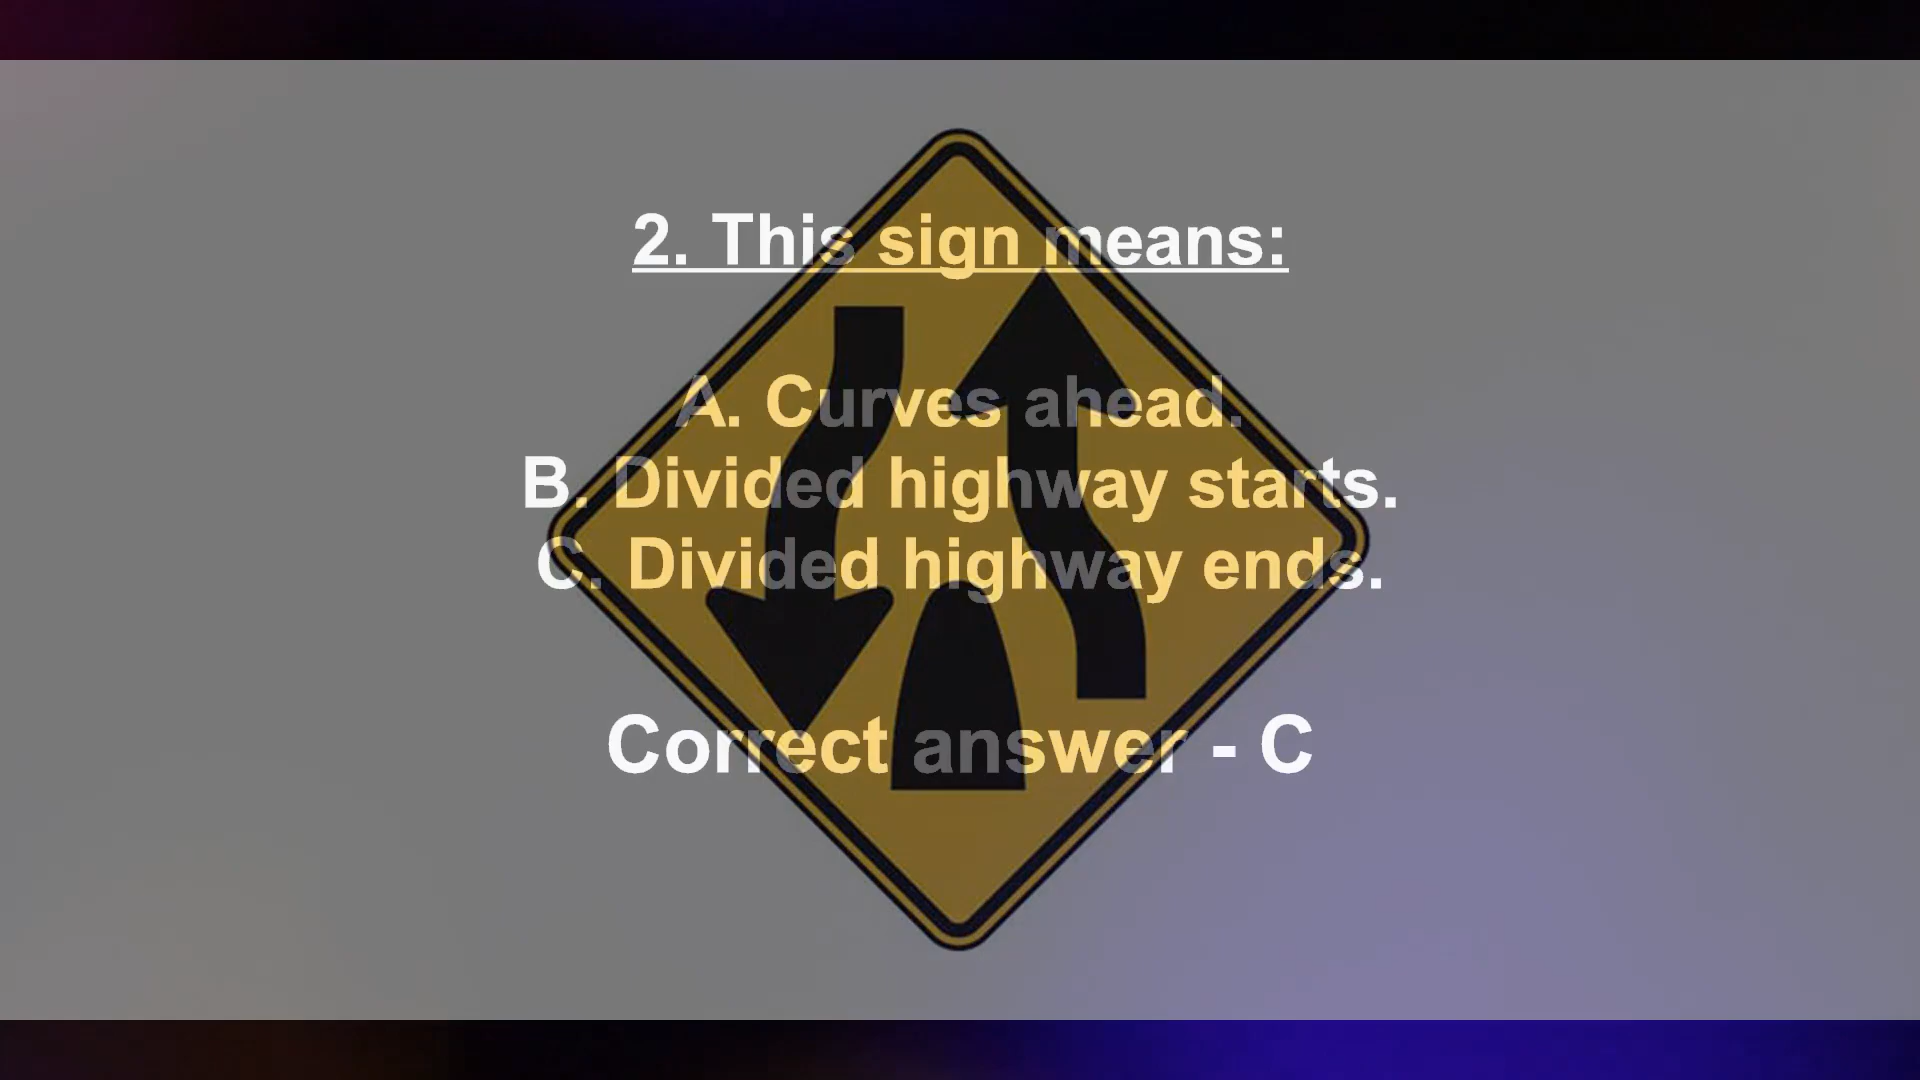 2. This sign means:
A. Curves ahead.
B. Divided highway starts.
C. Divided highway ends.
Correct answer - C